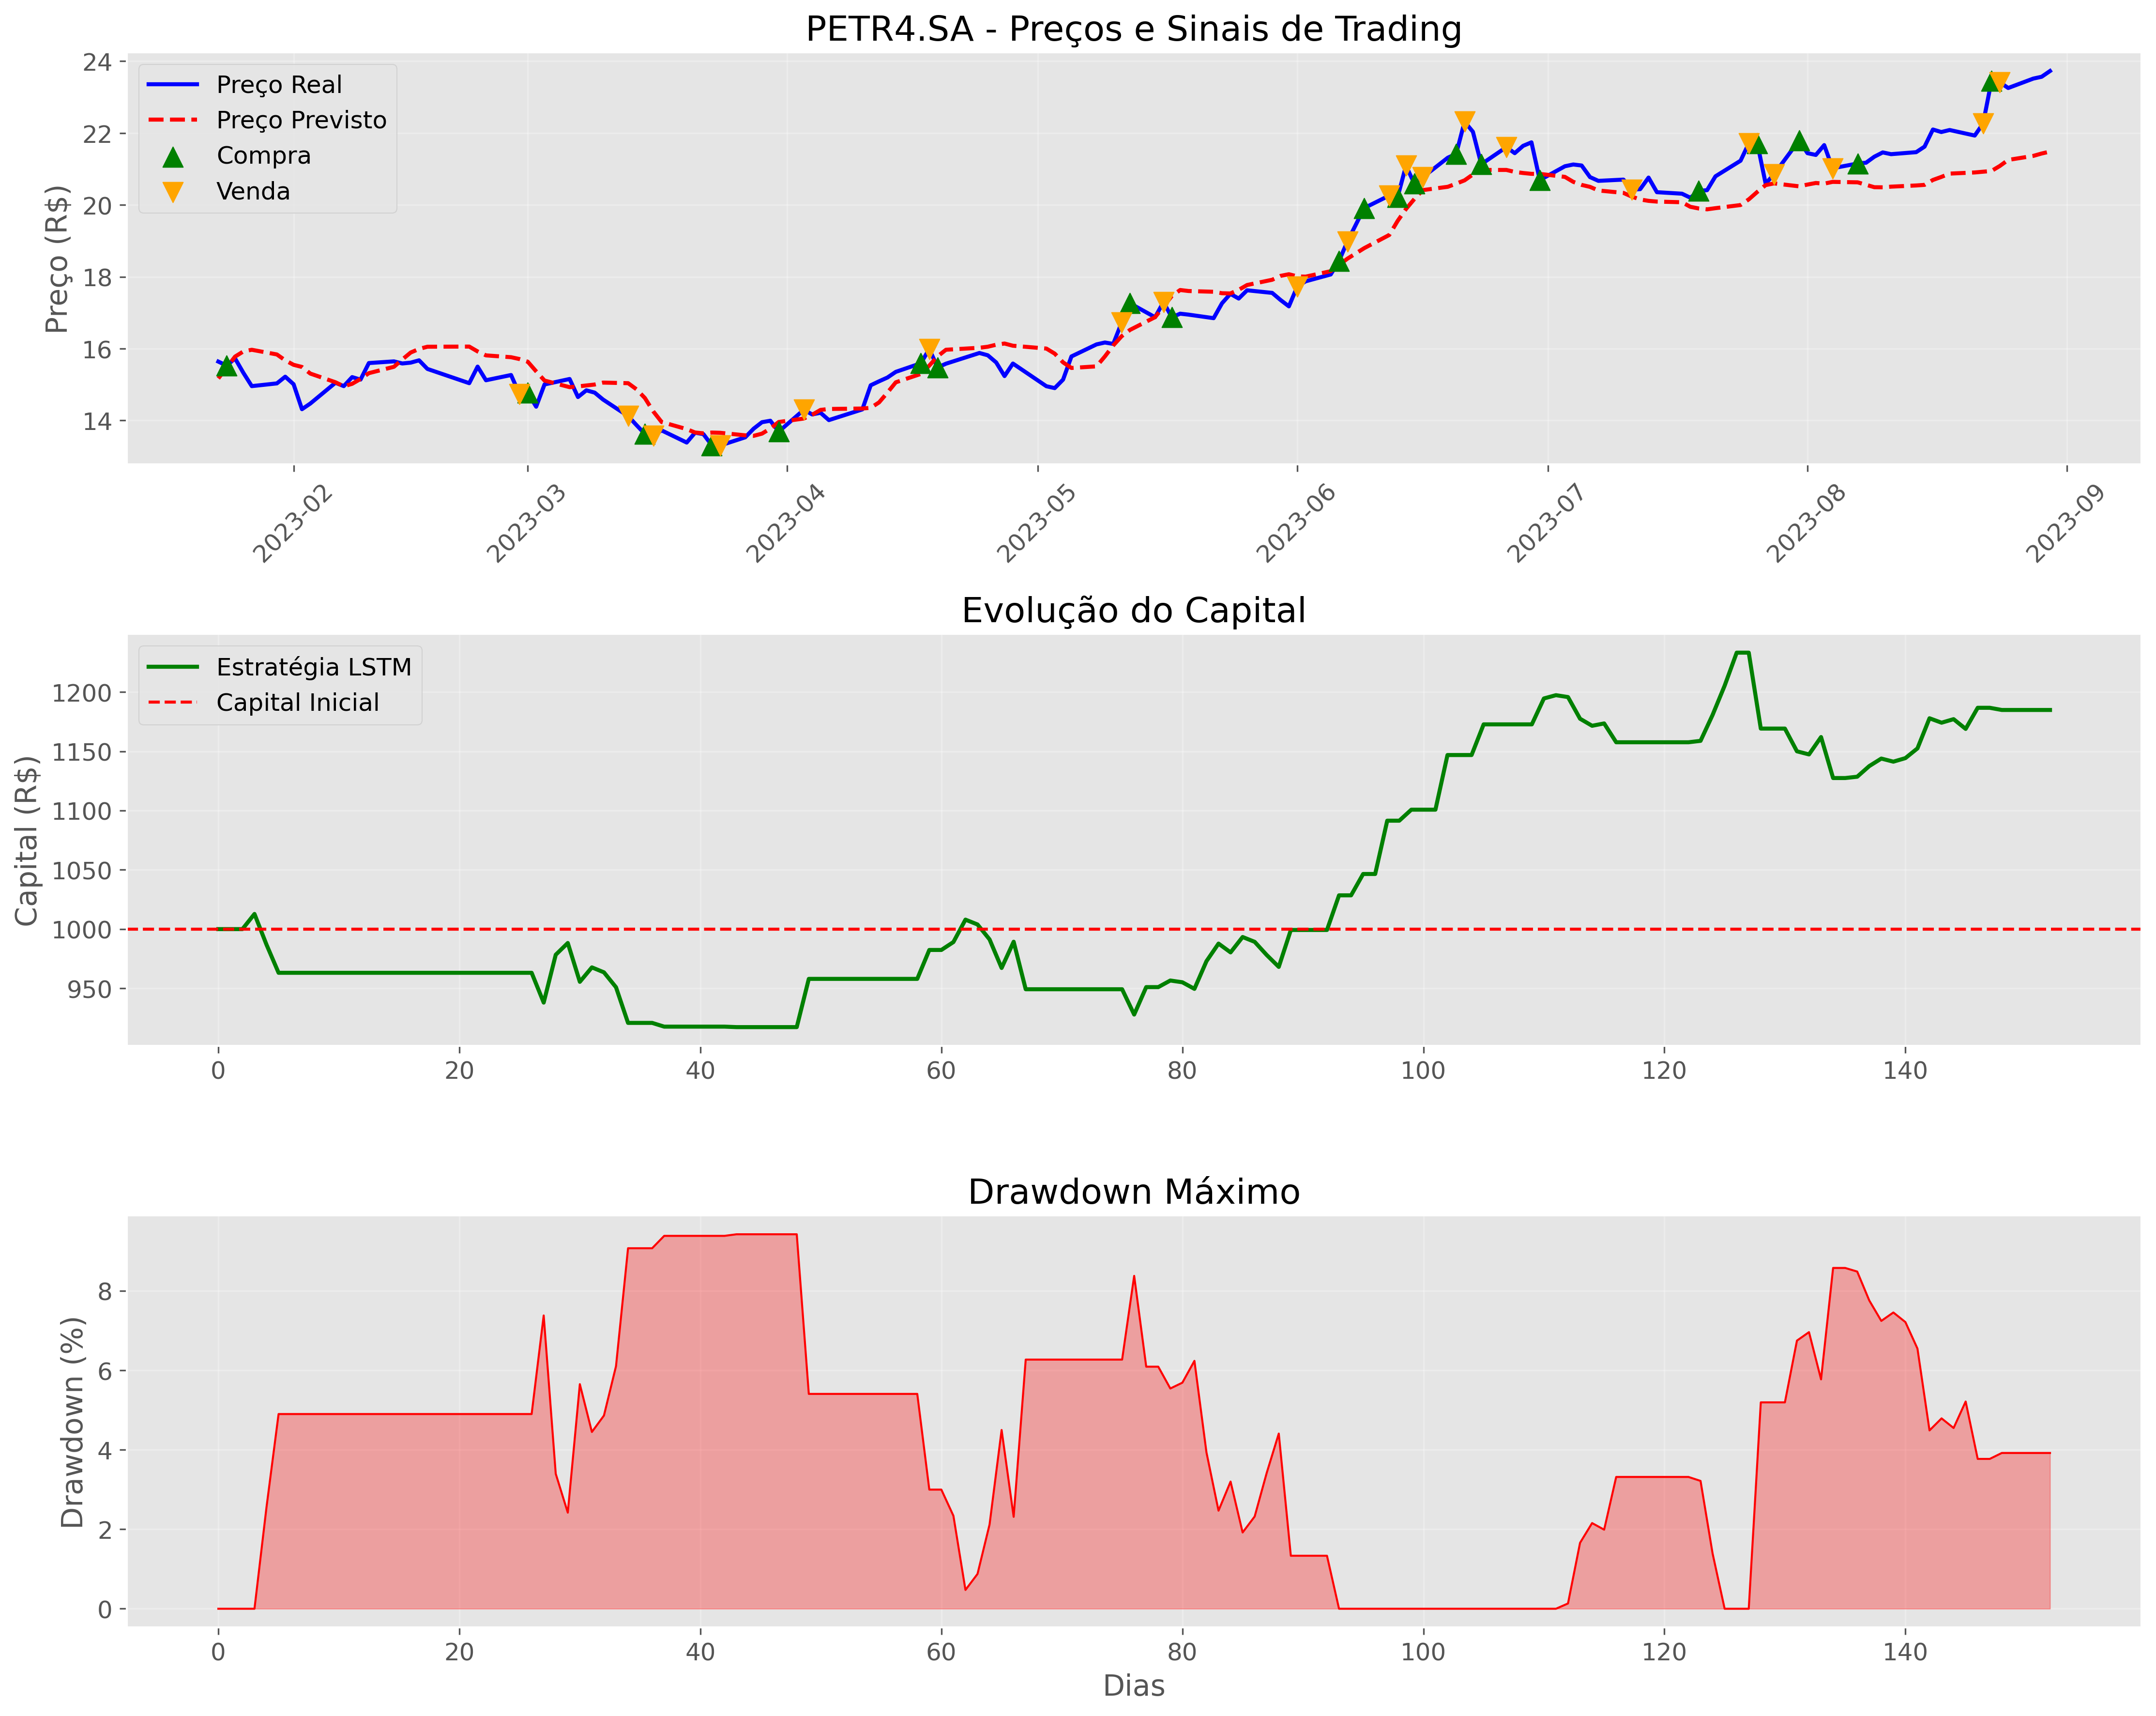 PETR4.SA - Preços e Sinais de Trading
Preço (R$)
24
22
20
18
16
14
Preço Real
Preço Previsto
Compra
Venda
2023-02
2023-03
2023-04
2023-05
2023-06
2023-07
2023-08
2023-09
Evolução do Capital
Capital (R$)
1200
1150
1100
1050
1000
950
Estratégia LSTM
Capital Inicial
0 20 40 60 80 100 120 140
Drawdown Máximo
Drawdown (%)
8
6
4
2
0
0 20 40 60 80 100 120 140
Dias